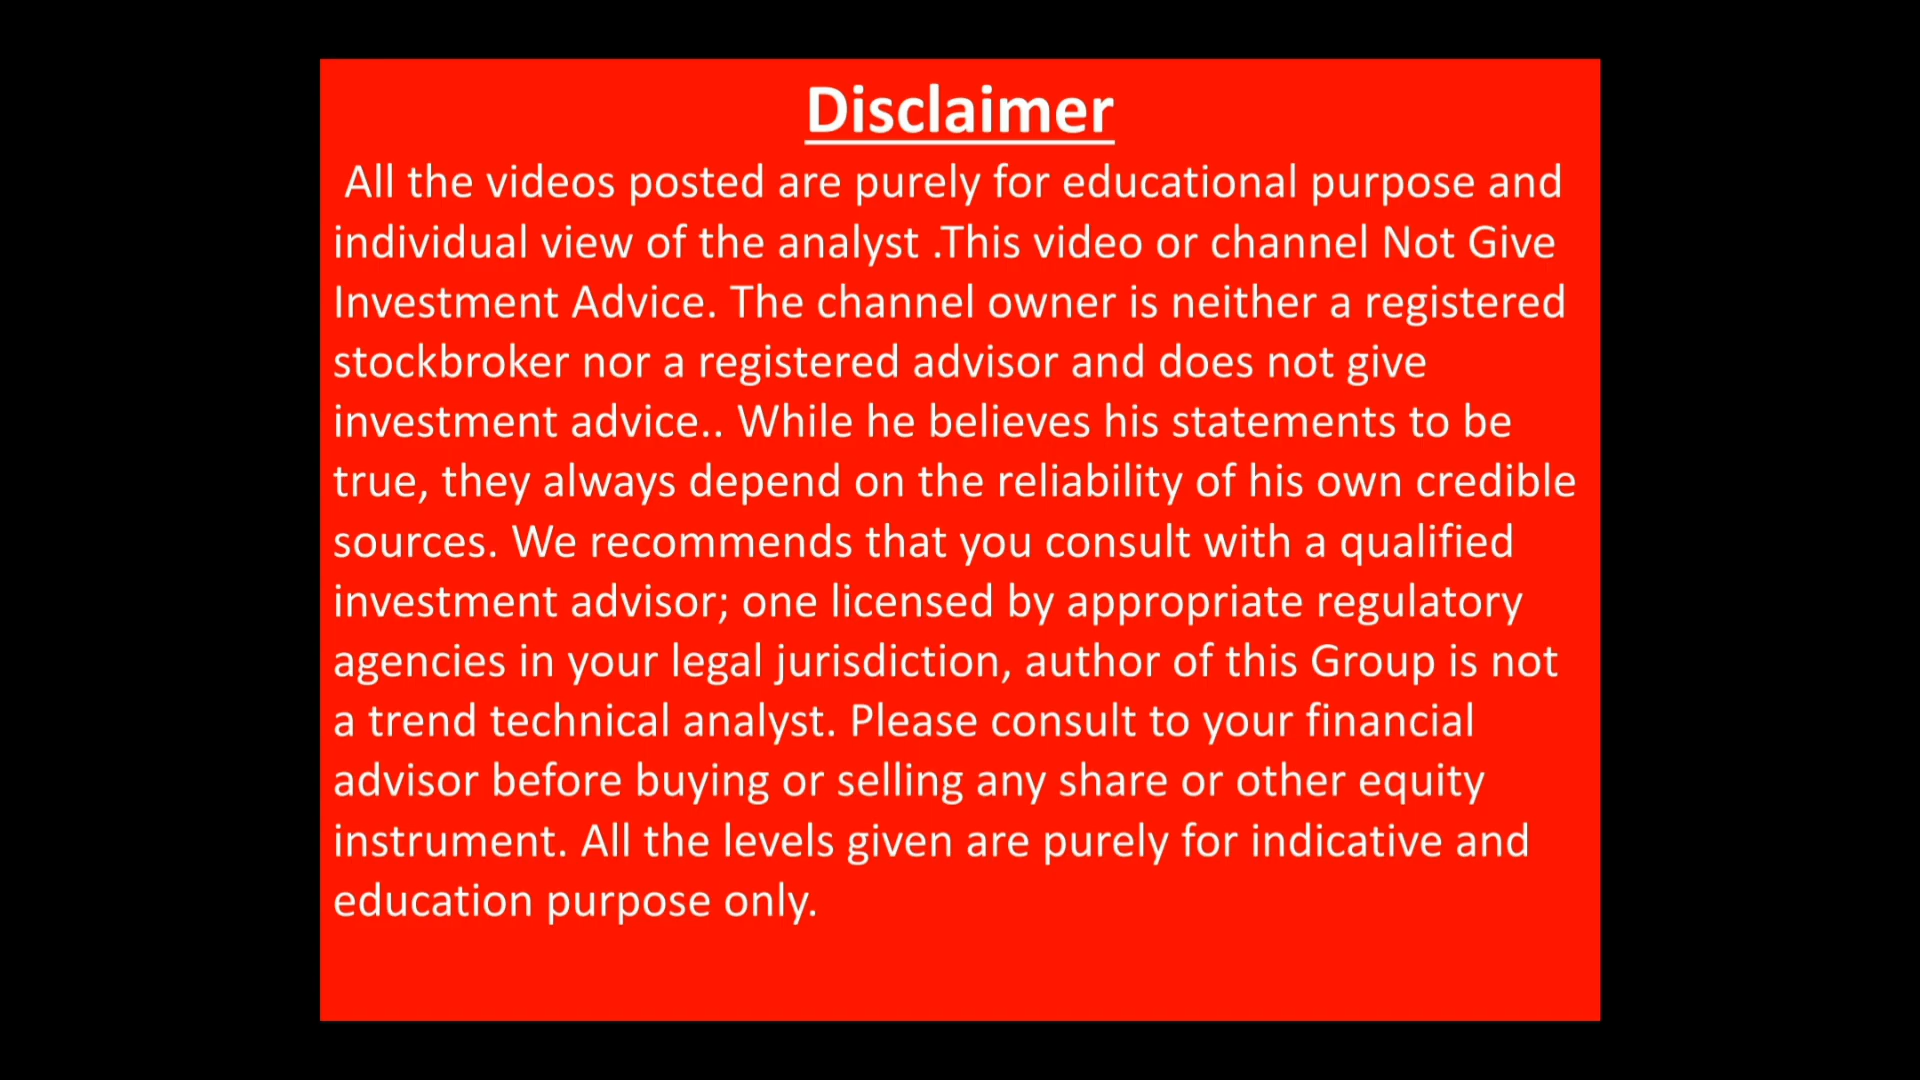 Disclaimer
All the videos posted are purely for educational purpose and
individual view of the analyst .This video or channel Not Give
Investment Advice. The channel owner is neither a registered
stockbroker nor a registered advisor and does not give
investment advice.. While he believes his statements to be
true, they always depend on the reliability of his own credible
sources. We recommends that you consult with a qualified
investment advisor; one licensed by appropriate regulatory
agencies in your legal jurisdiction, author of this Group is not
a trend technical analyst. Please consult to your financial
advisor before buying or selling any share or other equity
instrument. All the levels given are purely for indicative and
education purpose only.